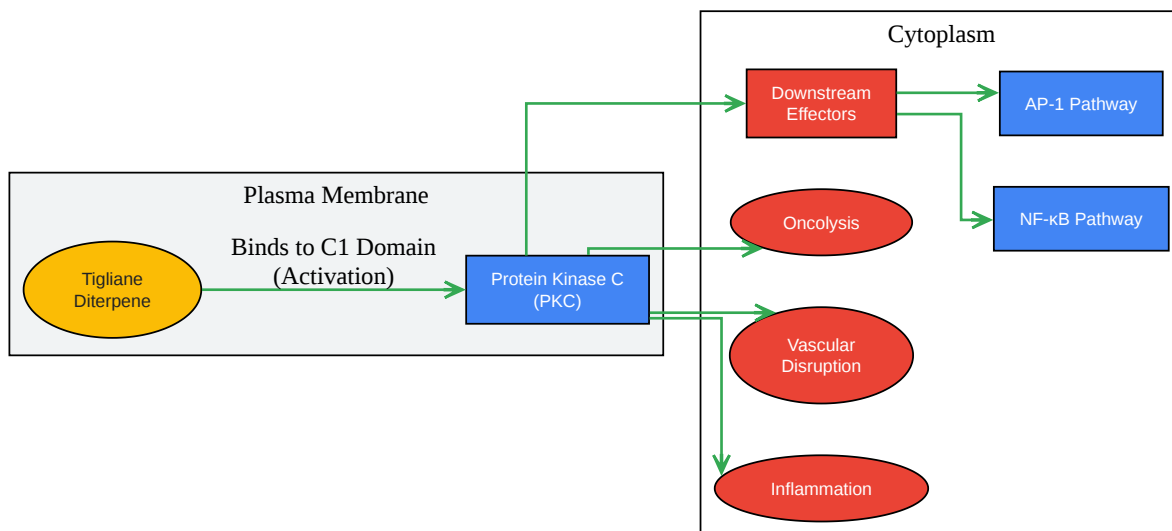 Cytoplasm
Downstream
Effectors
AP-1 Pathway
Plasma Membrane
Oncolysis
NF-κB Pathway
Binds to C1 Domain
(Activation)
Tigliane
Diterpene
Protein Kinase C
(PKC)
Vascular
Disruption
Inflammation